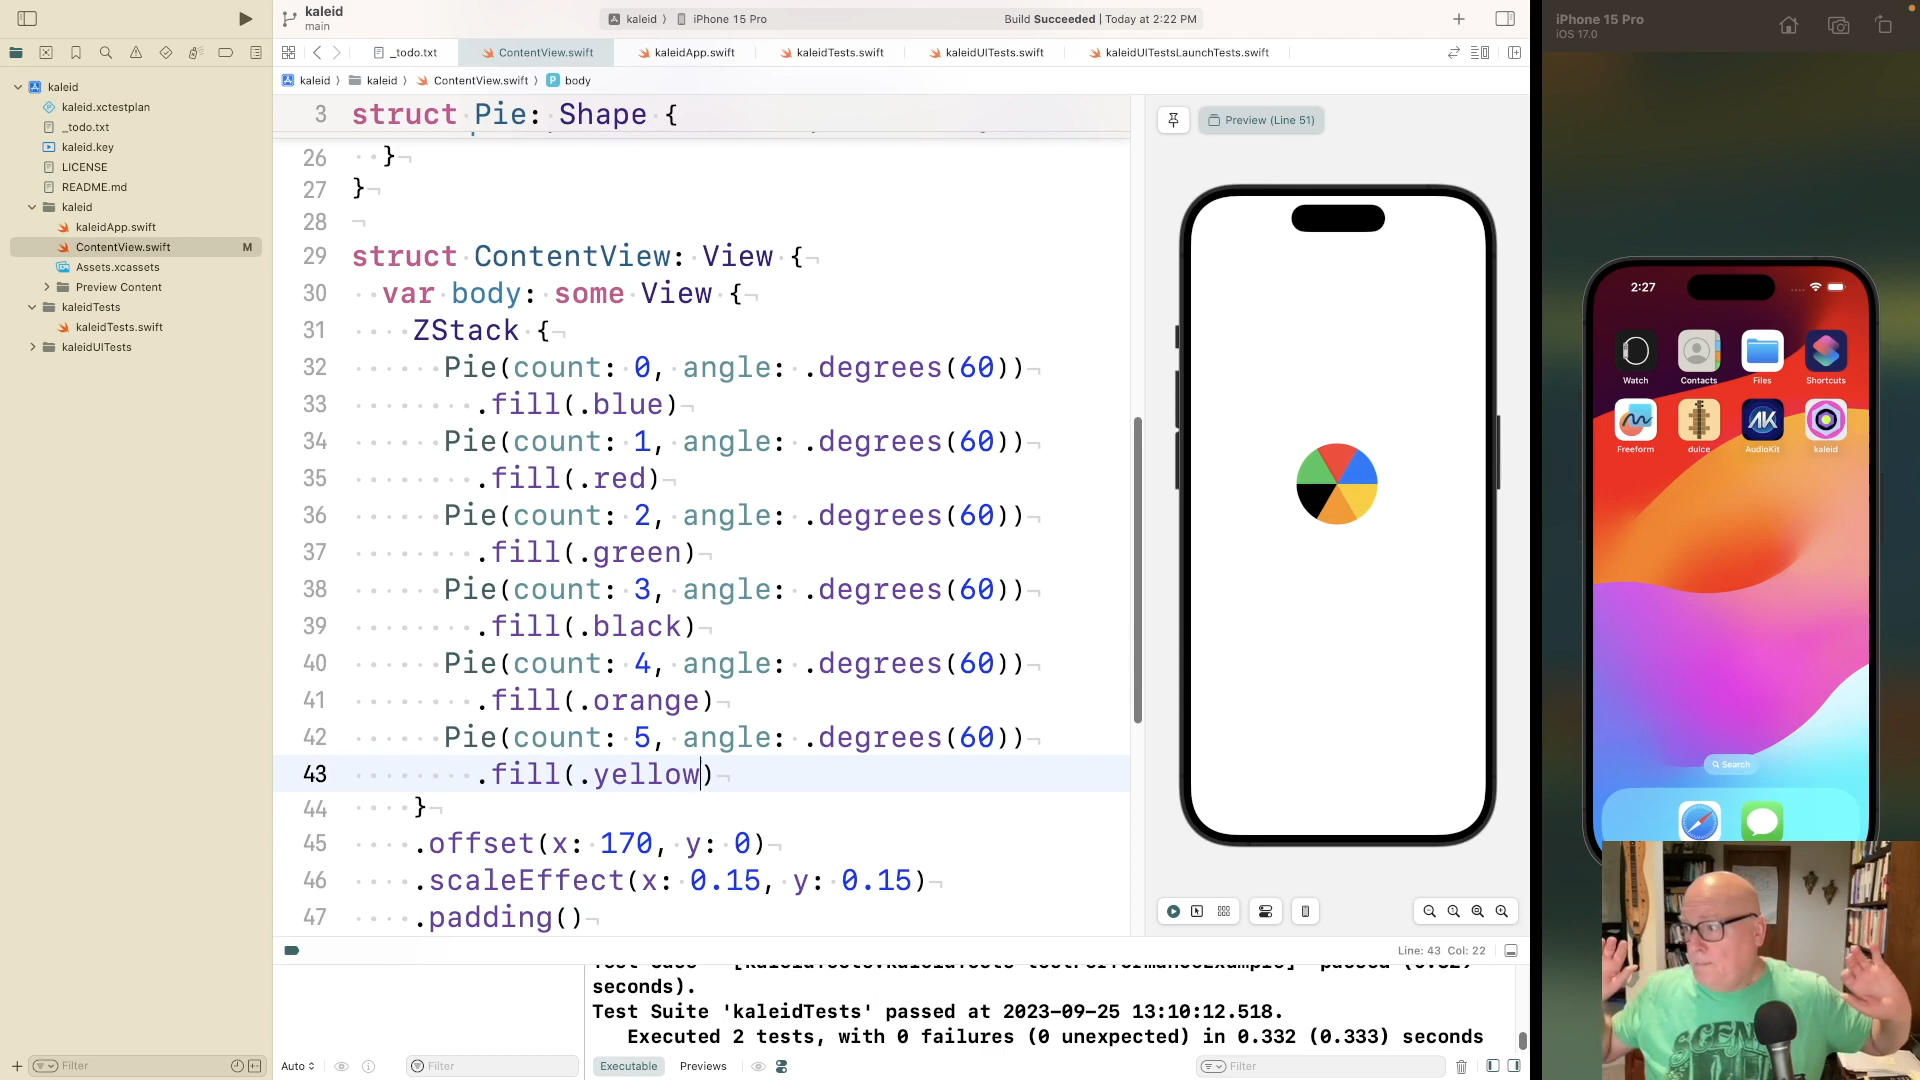 kaleid
main
kaleid
iPhone 15 Pro
Build Succeeded | Today at 2:22 PM
iPhone 15 Pro
iOS 17.0
_todo.txt
ContentView.swift
kaleidApp.swift
kaleidTests.swift
kaleidUITests.swift
kaleidUITestsLaunchTests.swift
kaleid
kaleid
ContentView.swift
body
kaleid
kaleid.xctestplan
_todo.txt
kaleid.key
LICENSE
README.md
kaleid
kaleidApp.swift
ContentView.swift M
Assets.xcassets
Preview Content
kaleidTests
kaleidTests.swift
kaleidUITests
3 struct Pie: Shape {
26 }
27 }
28
29 struct ContentView: View {
30 var body: some View {
31 ZStack {
32 Pie(count: 0, angle: .degrees(60))
33 .fill(.blue)
34 Pie(count: 1, angle: .degrees(60))
35 .fill(.red)
36 Pie(count: 2, angle: .degrees(60))
37 .fill(.green)
38 Pie(count: 3, angle: .degrees(60))
39 .fill(.black)
40 Pie(count: 4, angle: .degrees(60))
41 .fill(.orange)
42 Pie(count: 5, angle: .degrees(60))
43 .fill(.yellow)
44 }
45 .offset(x: 170, y: 0)
46 .scaleEffect(x: 0.15, y: 0.15)
47 .padding()
Preview (Line 51)
2:27
Watch Contacts Files Shortcuts
Freeform dulce AudioKit kaleid
Search
Line: 43 Col: 22
seconds).
Test Suite 'kaleidTests' passed at 2023-09-25 13:10:12.518.
Executed 2 tests, with 0 failures (0 unexpected) in 0.332 (0.333) seconds
Filter
Auto
Filter
Executable
Previews
Filter